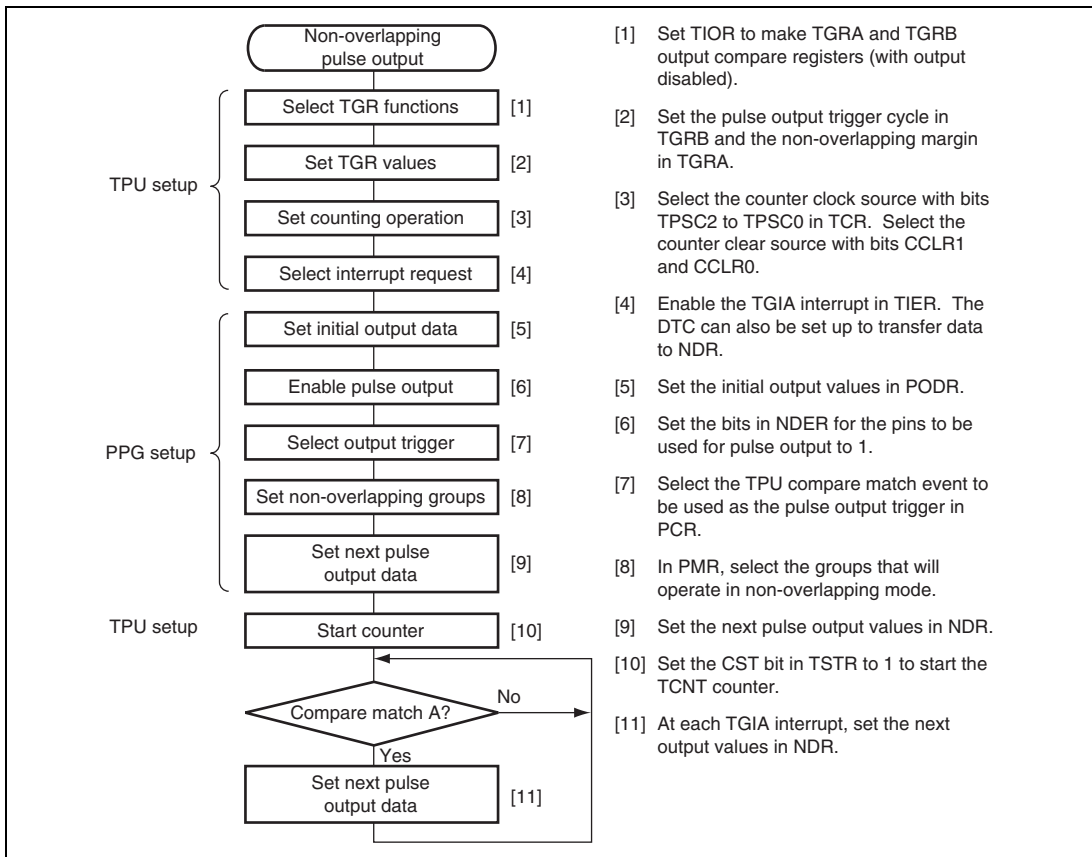 Non-overlapping
pulse output
TPU setup
Select TGR functions [1]
Set TGR values [2]
Set counting operation [3]
Select interrupt request [4]
PPG setup
Set initial output data [5]
Enable pulse output [6]
Select output trigger [7]
Set non-overlapping groups [8]
Set next pulse
output data [9]
TPU setup
Start counter [10]
Compare match A?
No
Yes
Set next pulse
output data [11]
[1] Set TIOR to make TGRA and TGRB
output compare registers (with output
disabled).
[2] Set the pulse output trigger cycle in
TGRB and the non-overlapping margin
in TGRA.
[3] Select the counter clock source with bits
TPSC2 to TPSC0 in TCR. Select the
counter clear source with bits CCLR1
and CCLR0.
[4] Enable the TGIA interrupt in TIER. The
DTC can also be set up to transfer data
to NDR.
[5] Set the initial output values in PODR.
[6] Set the bits in NDER for the pins to be
used for pulse output to 1.
[7] Select the TPU compare match event to
be used as the pulse output trigger in
PCR.
[8] In PMR, select the groups that will
operate in non-overlapping mode.
[9] Set the next pulse output values in NDR.
[10] Set the CST bit in TSTR to 1 to start the
TCNT counter.
[11] At each TGIA interrupt, set the next
output values in NDR.